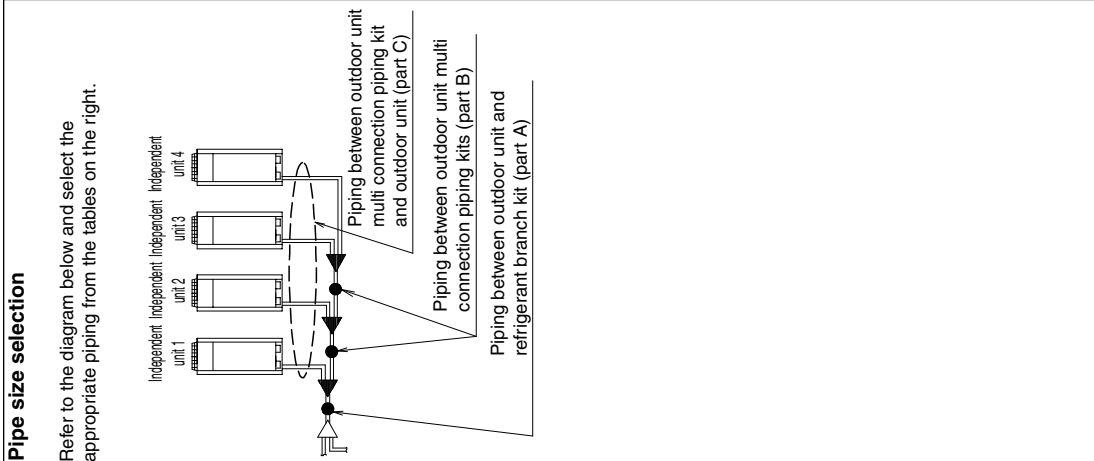 Pipe size selection
Refer to the diagram below and select the
appropriate piping from the tables on the right.
Independent
unit 1
Independent
unit 2
Independent
unit 3
Independent
unit 4
Piping between outdoor unit
multi connection piping kit
and outdoor unit (part C)
Piping between outdoor unit multi
connection piping kits (part B)
Piping between outdoor unit and
refrigerant branch kit (part A)